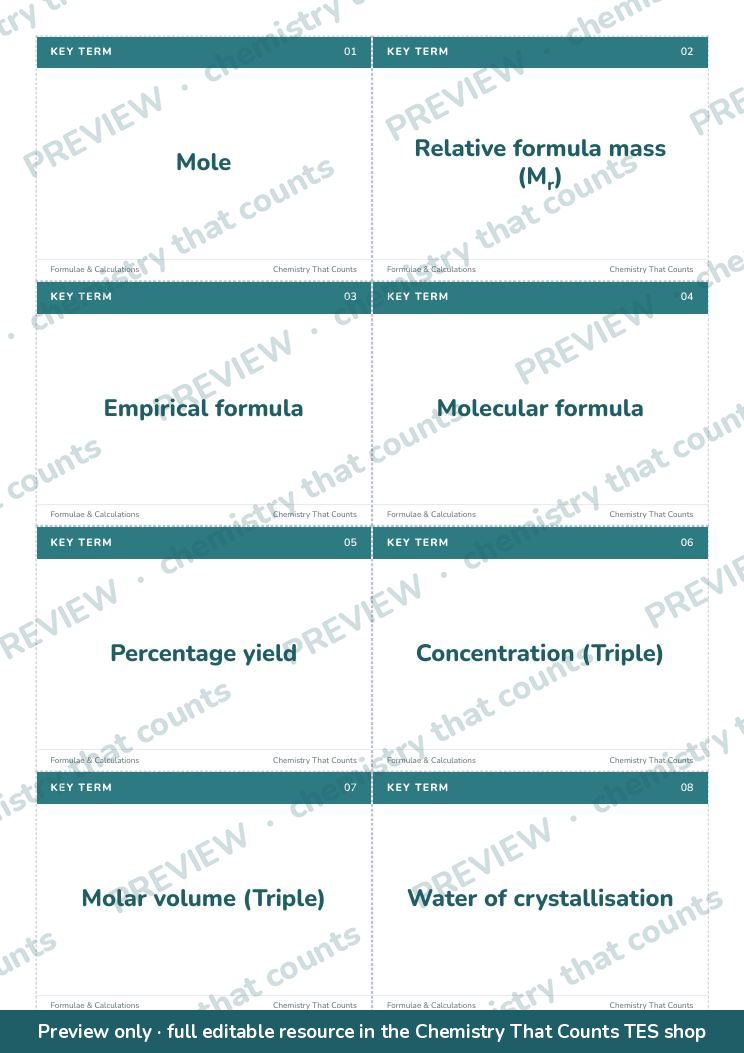 KEY TERM 01
Mole
Formulae & Calculations Chemistry That Counts
KEY TERM 02
Relative formula mass
(Mr)
Formulae & Calculations Chemistry That Counts
KEY TERM 03
Empirical formula
Formulae & Calculations Chemistry That Counts
KEY TERM 04
Molecular formula
Formulae & Calculations Chemistry That Counts
KEY TERM 05
Percentage yield
Formulae & Calculations Chemistry That Counts
KEY TERM 06
Concentration (Triple)
Formulae & Calculations Chemistry That Counts
KEY TERM 07
Molar volume (Triple)
Formulae & Calculations Chemistry That Counts
KEY TERM 08
Water of crystallisation
Formulae & Calculations Chemistry That Counts
PREVIEW · chemistry that counts
Preview only · full editable resource in the Chemistry That Counts TES shop